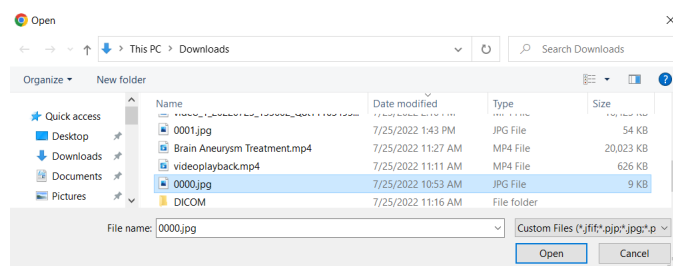 Open
This PC > Downloads
Search Downloads
Organize
New folder
Name Date modified Type Size
Quick access
Desktop
Downloads
Documents
Pictures
0001.jpg 7/25/2022 1:43 PM JPG File 54 KB
Brain Aneurysm Treatment.mp4 7/25/2022 11:27 AM MP4 File 20,023 KB
videoplayback.mp4 7/25/2022 11:11 AM MP4 File 626 KB
0000.jpg 7/25/2022 10:53 AM JPG File 9 KB
DICOM 7/25/2022 11:16 AM File folder
File name: 0000.jpg
Custom Files (*.jfif;*.pjp;*.jpg;*.p
Open Cancel